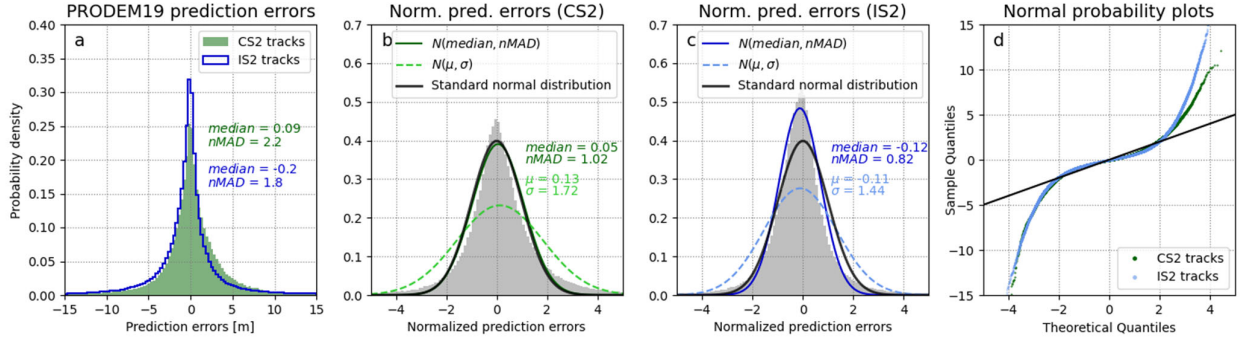 PRODEM19 prediction errors
a
CS2 tracks
IS2 tracks
median = 0.09
nMAD = 2.2
median = -0.2
nMAD = 1.8
Probability density
0.40
0.35
0.30
0.25
0.20
0.15
0.10
0.05
0.00
−15 −10 −5 0 5 10 15
Prediction errors [m]
Norm. pred. errors (CS2)
b
N(median, nMAD)
N(μ, σ)
Standard normal distribution
median = 0.05
nMAD = 1.02
μ = 0.13
σ = 1.72
0.7
0.6
0.5
0.4
0.3
0.2
0.1
0.0
−4 −2 0 2 4
Normalized prediction errors
Norm. pred. errors (IS2)
c
N(median, nMAD)
N(μ, σ)
Standard normal distribution
median = -0.12
nMAD = 0.82
μ = -0.11
σ = 1.44
0.7
0.6
0.5
0.4
0.3
0.2
0.1
0.0
−4 −2 0 2 4
Normalized prediction errors
Normal probability plots
d
Sample Quantiles
15
10
5
0
−5
−10
−15
CS2 tracks
IS2 tracks
−4 −2 0 2 4
Theoretical Quantiles